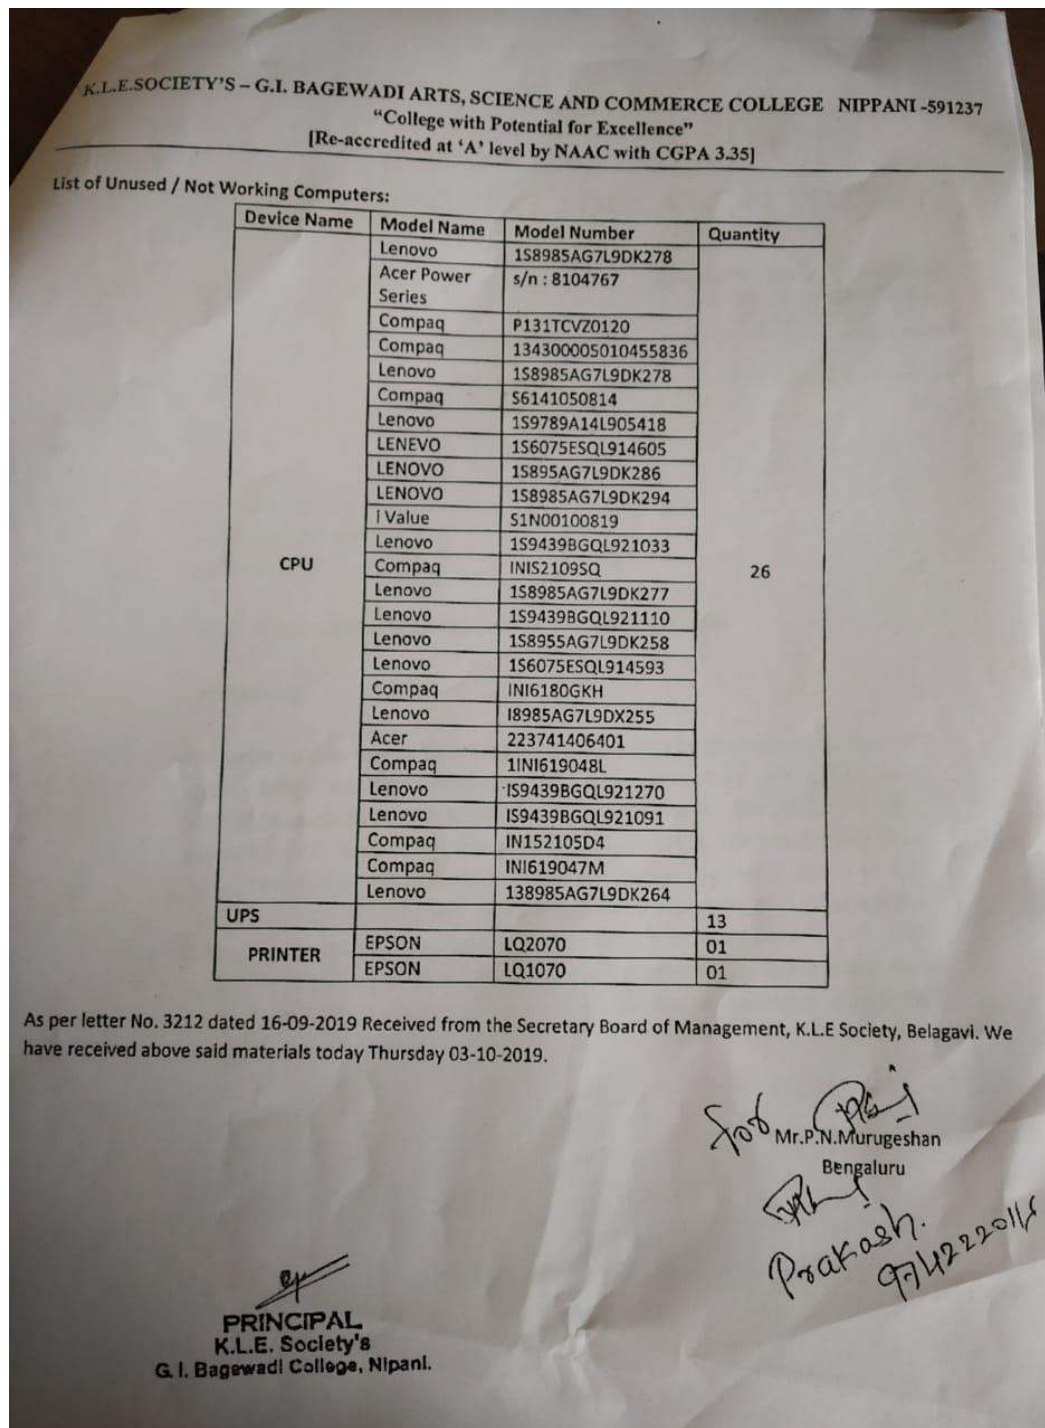 K.L.E.SOCIETY'S – G.I. BAGEWADI ARTS, SCIENCE AND COMMERCE COLLEGE NIPPANI -591237
"College with Potential for Excellence"
[Re-accredited at 'A' level by NAAC with CGPA 3.35]
List of Unused / Not Working Computers:
Device Name Model Name Model Number Quantity
Lenovo 1S8985AG7L9DK278
Acer Power s/n : 8104767
Series
Compaq P131TCVZ0120
Compaq 134300005010455836
Lenovo 1S8985AG7L9DK278
Compaq S6141050814
Lenovo 1S9789A14L905418
LENEVO 1S6075ESQL914605
LENOVO 1S895AG7L9DK286
LENOVO 1S8985AG7L9DK294
I Value S1N00100819
Lenovo 1S9439BGQL921033
CPU Compaq INIS2109SQ 26
Lenovo 1S8985AG7L9DK277
Lenovo 1S9439BGQL921110
Lenovo 1S8955AG7L9DK258
Lenovo 1S6075ESQL914593
Compaq INI6180GKH
Lenovo I8985AG7L9DX255
Acer 223741406401
Compaq 1INI619048L
Lenovo IS9439BGQL921270
Lenovo IS9439BGQL921091
Compaq IN152105D4
Compaq INI619047M
Lenovo 138985AG7L9DK264
UPS 13
PRINTER EPSON LQ2070 01
EPSON LQ1070 01
As per letter No. 3212 dated 16-09-2019 Received from the Secretary Board of Management, K.L.E Society, Belagavi. We
have received above said materials today Thursday 03-10-2019.
for
Mr.P.N.Murugeshan
Bengaluru
Prakash.
PRINCIPAL
K.L.E. Society's
G. I. Bagewadi College, Nipani.